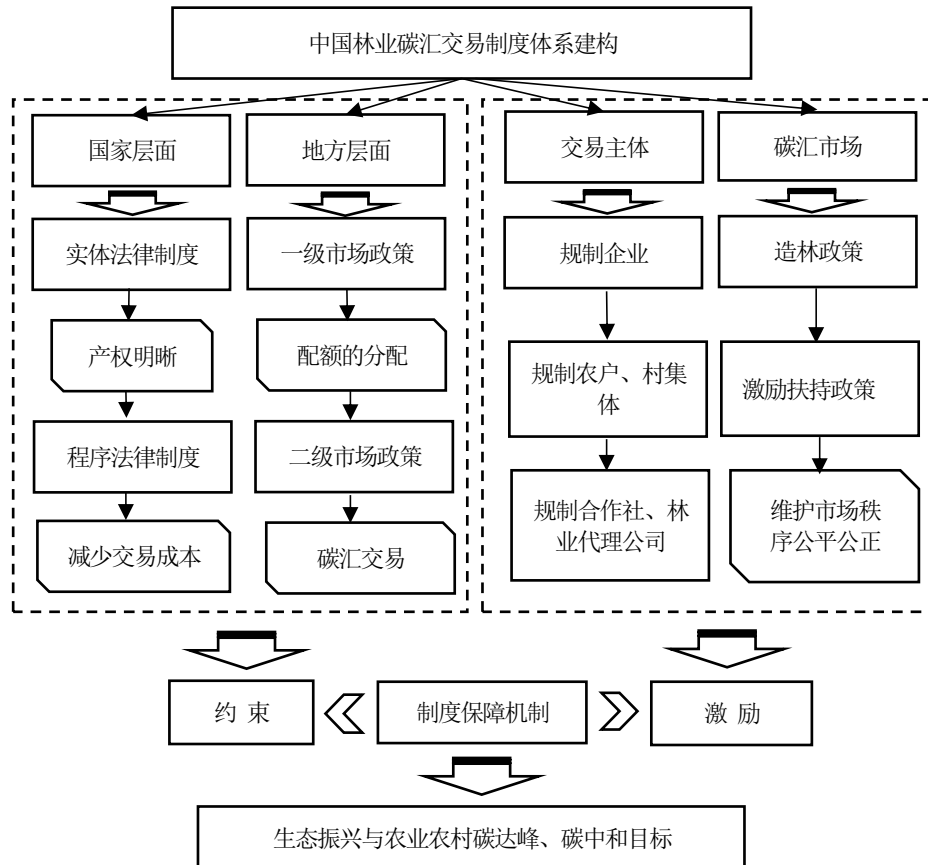 中国林业碳汇交易制度体系建构
国家层面
地方层面
交易主体
碳汇市场
实体法律制度
一级市场政策
规制企业
造林政策
产权明晰
配额的分配
规制农户、村集
体
激励扶持政策
程序法律制度
二级市场政策
规制合作社、林
业代理公司
维护市场秩
序公平公正
减少交易成本
碳汇交易
约 束
制度保障机制
激 励
生态振兴与农业农村碳达峰、碳中和目标